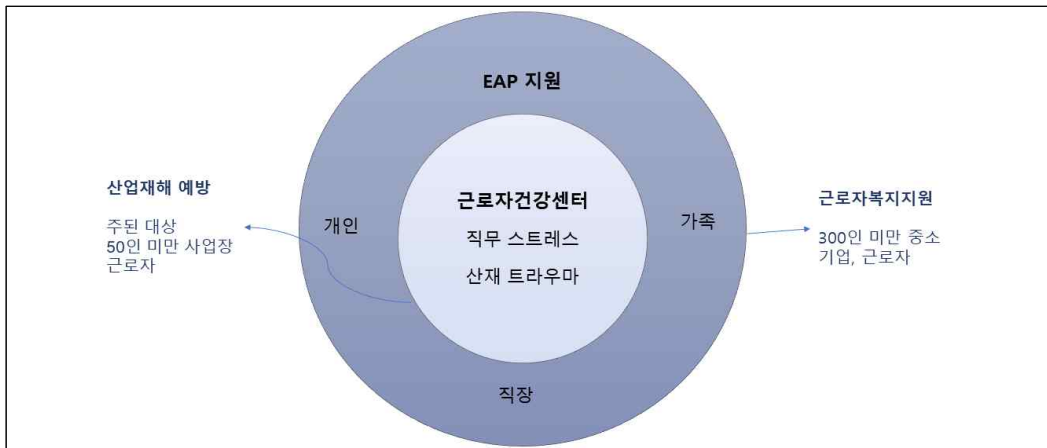 EAP 지원
산업재해 예방
주된 대상
50인 미만 사업장
근로자
개인
근로자건강센터
직무 스트레스
산재 트라우마
가족
근로자복지지원
300인 미만 중소
기업, 근로자
직장